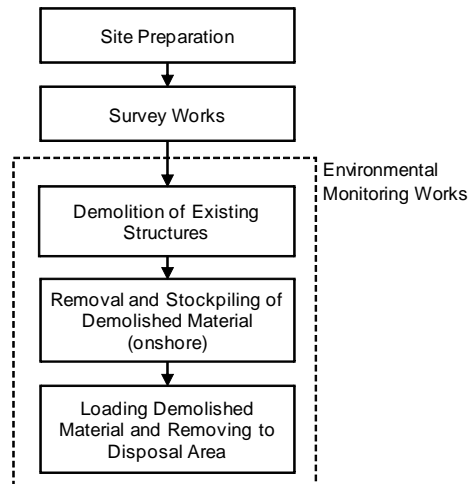 Site Preparation
Survey Works
Environmental
Monitoring Works
Demolition of Existing
Structures
Removal and Stockpiling of
Demolished Material
(onshore)
Loading Demolished
Material and Removing to
Disposal Area